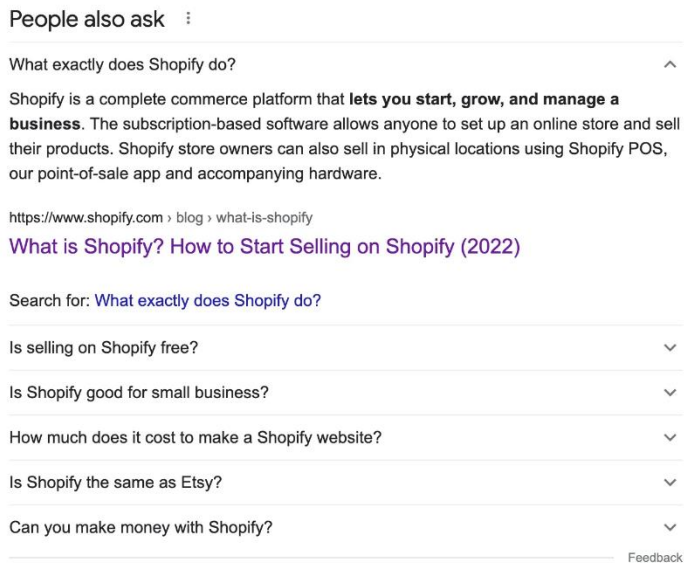 People also ask
What exactly does Shopify do?
Shopify is a complete commerce platform that lets you start, grow, and manage a
business. The subscription-based software allows anyone to set up an online store and sell
their products. Shopify store owners can also sell in physical locations using Shopify POS,
our point-of-sale app and accompanying hardware.
https://www.shopify.com › blog › what-is-shopify
What is Shopify? How to Start Selling on Shopify (2022)
Search for: What exactly does Shopify do?
Is selling on Shopify free?
Is Shopify good for small business?
How much does it cost to make a Shopify website?
Is Shopify the same as Etsy?
Can you make money with Shopify?
Feedback